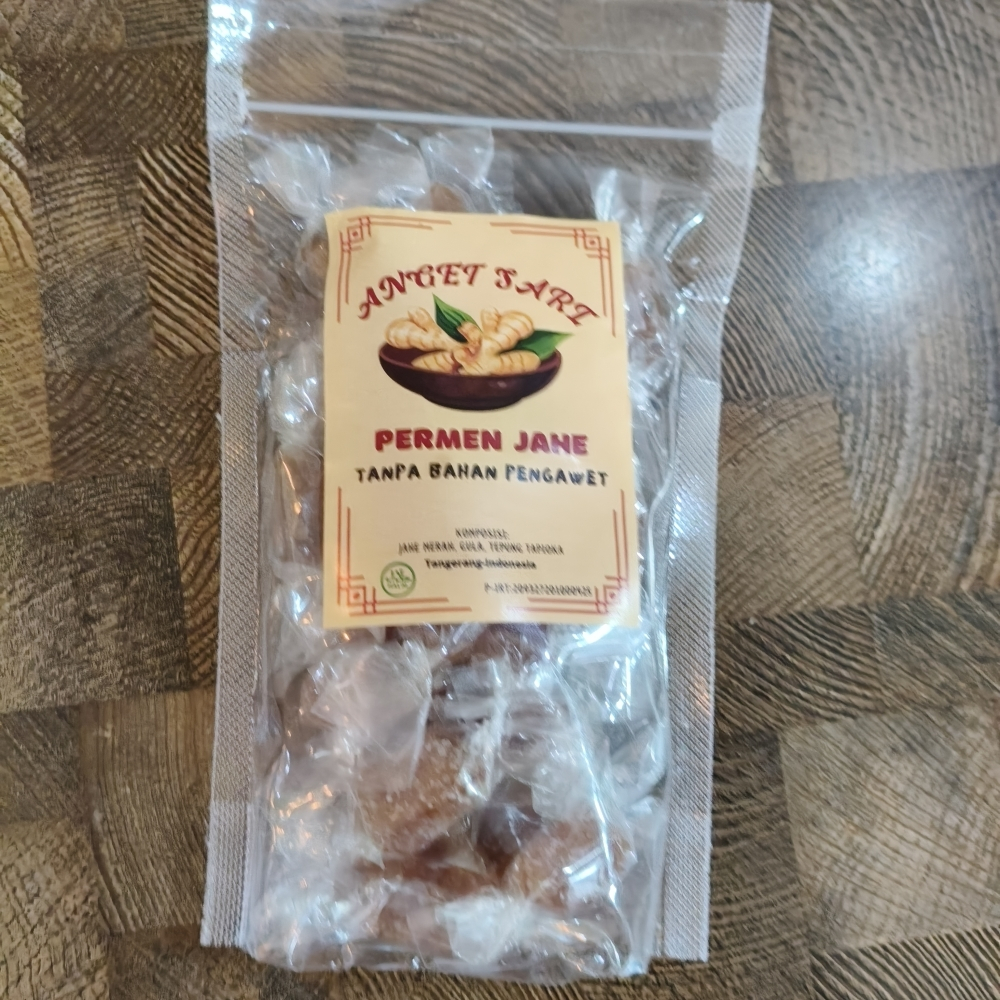 ANGET SARI
PERMEN JAHE
TANPA BAHAN PENGAWET
KOMPOSISI:
JAHE MERAH, GULA, TEPUNG TAPIOKA
Tangerang-Indonesia